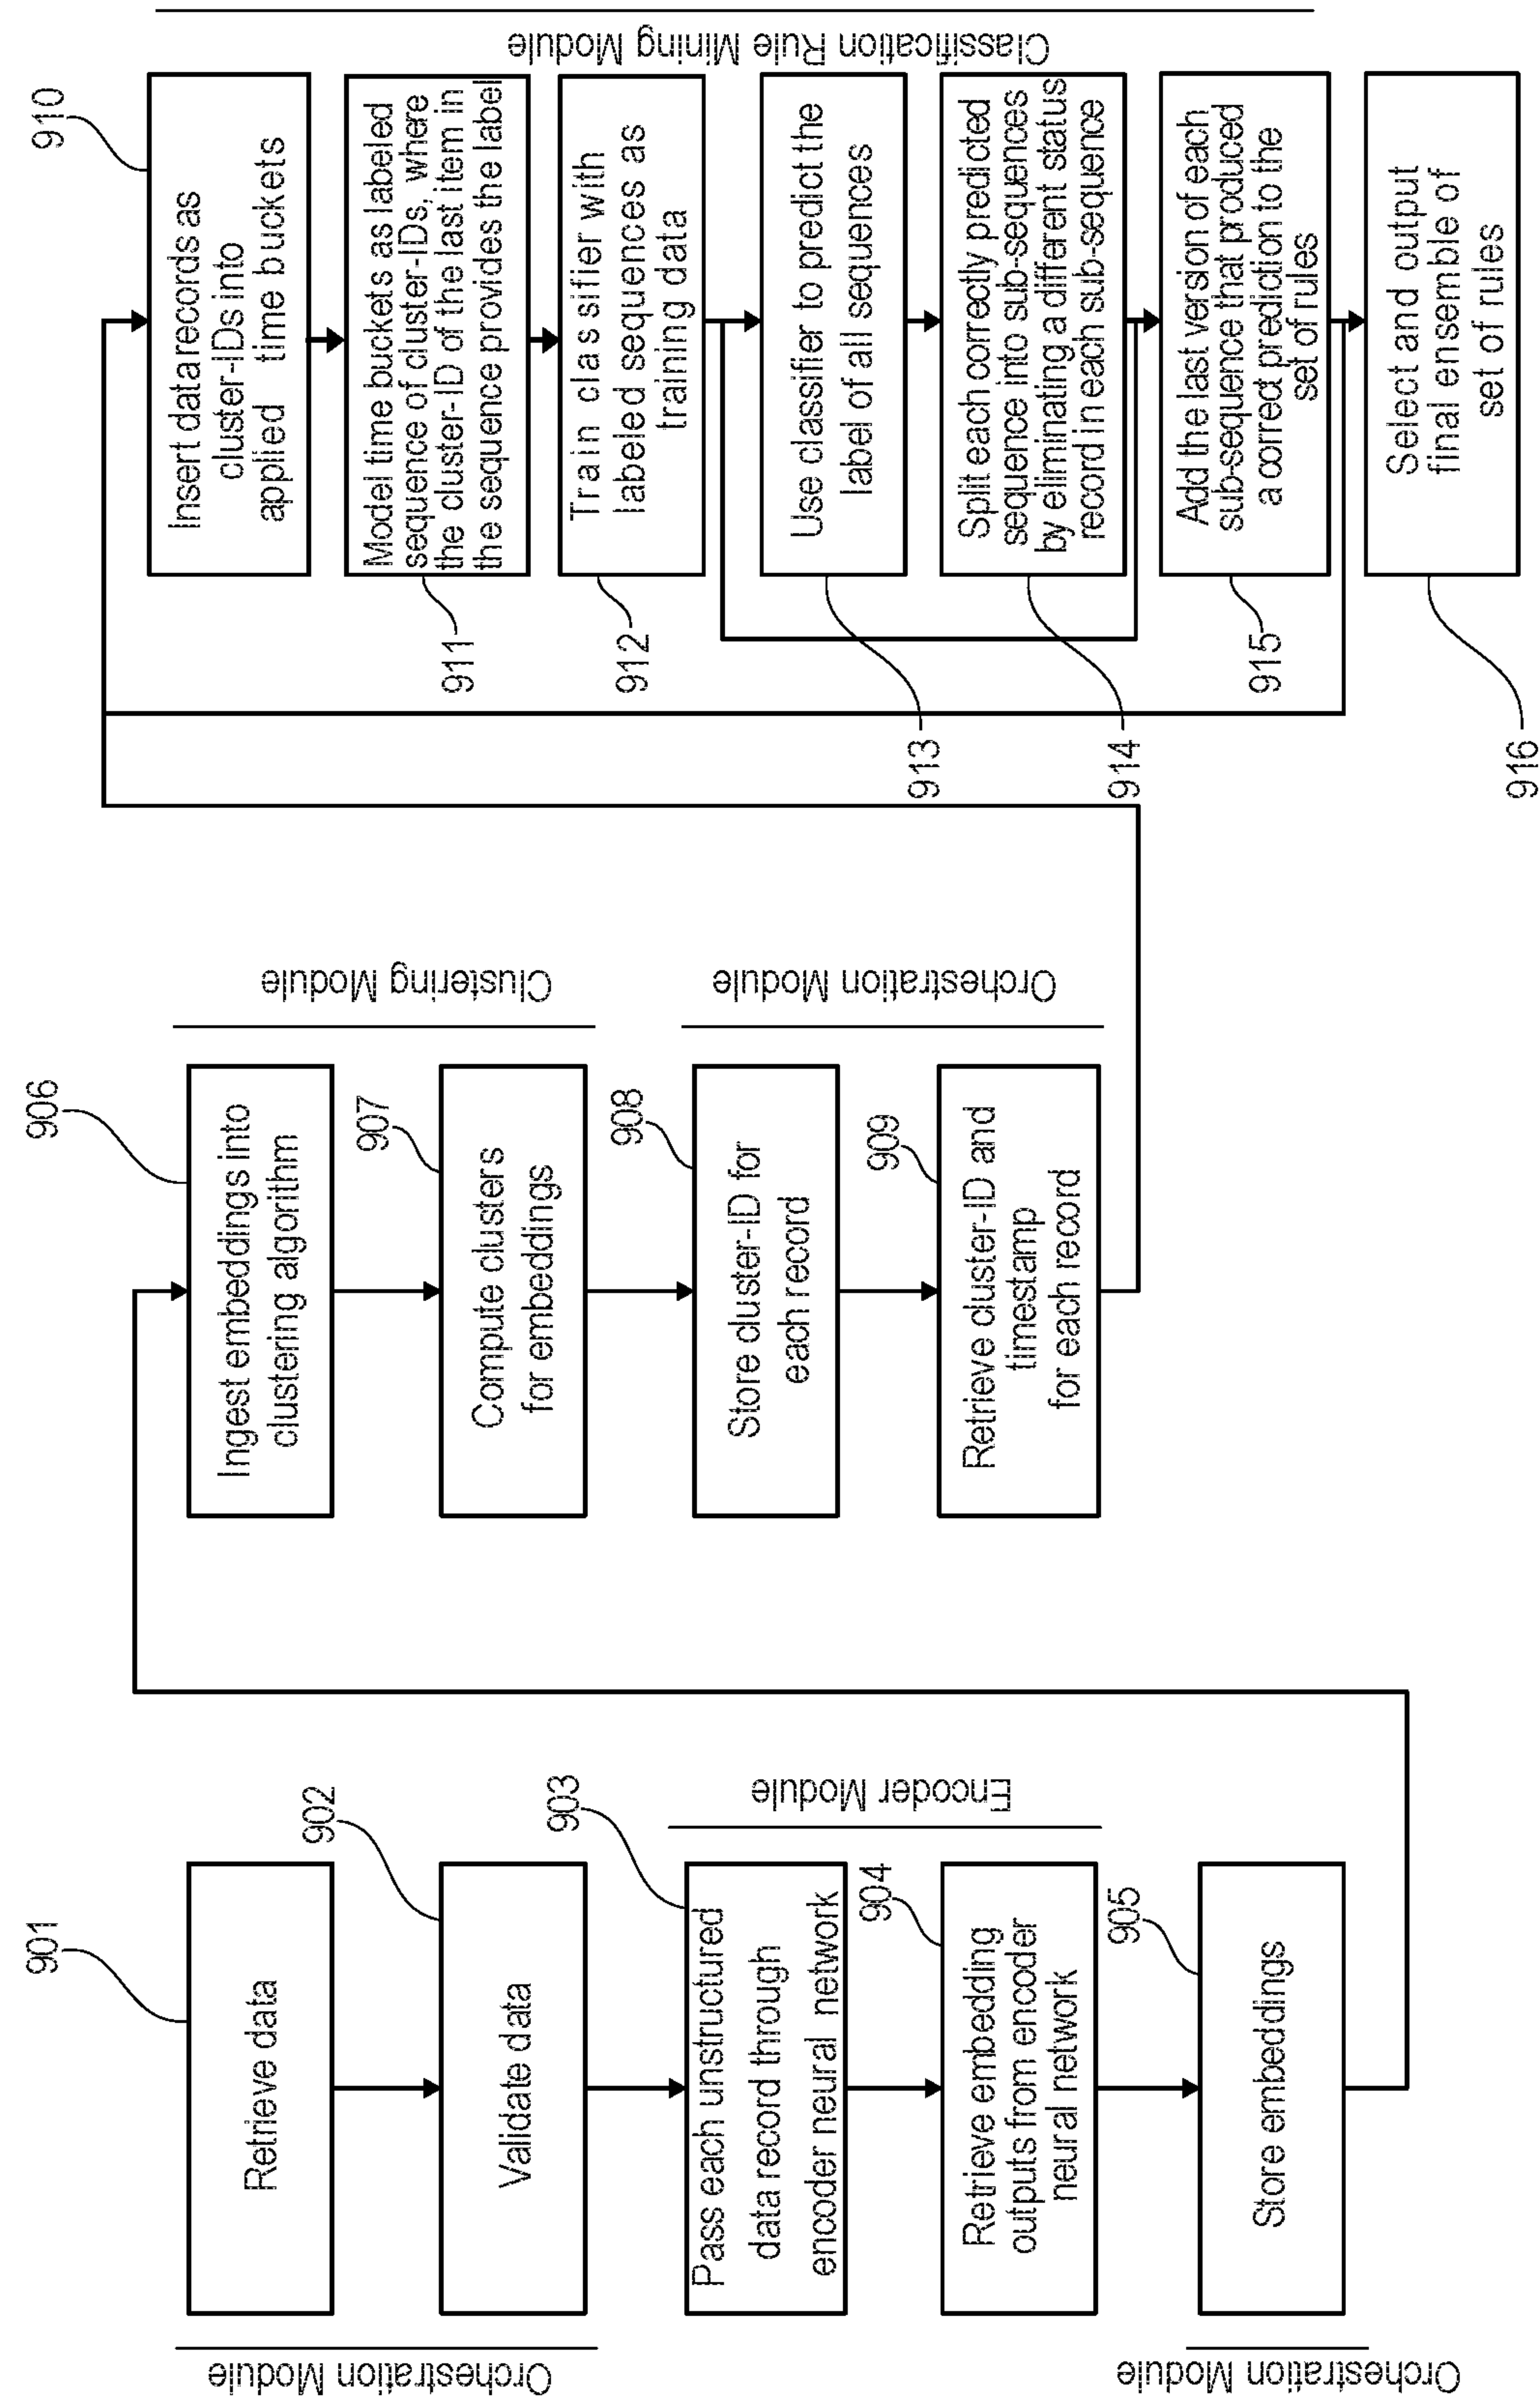 901
Retrieve data
902
Validate data
Orchestration Module
903
Pass each unstructured
data record through
encoder neural network
904
Retrieve embedding
outputs from encoder
neural network
Encoder Module
905
Store embeddings
Orchestration Module
906
Ingest embeddings into
clustering algorithm
907
Compute clusters
for embeddings
Clustering Module
908
Store cluster-ID for
each record
909
Retrieve cluster-ID and
timestamp
for each record
Orchestration Module
910
Insert data records as
cluster-IDs into
applied time buckets
911
Model time buckets as labeled
sequence of cluster-IDs, where
the cluster-ID of the last item in
the sequence provides the label
912
Train classifier with
labeled sequences as
training data
913
Use classifier to predict the
label of all sequences
914
Split each correctly predicted
sequence into sub-sequences
by eliminating a different status
record in each sub-sequence
915
Add the last version of each
sub-sequence that produced
a correct prediction to the
set of rules
916
Select and output
final ensemble of
set of rules
Classification Rule Mining Module